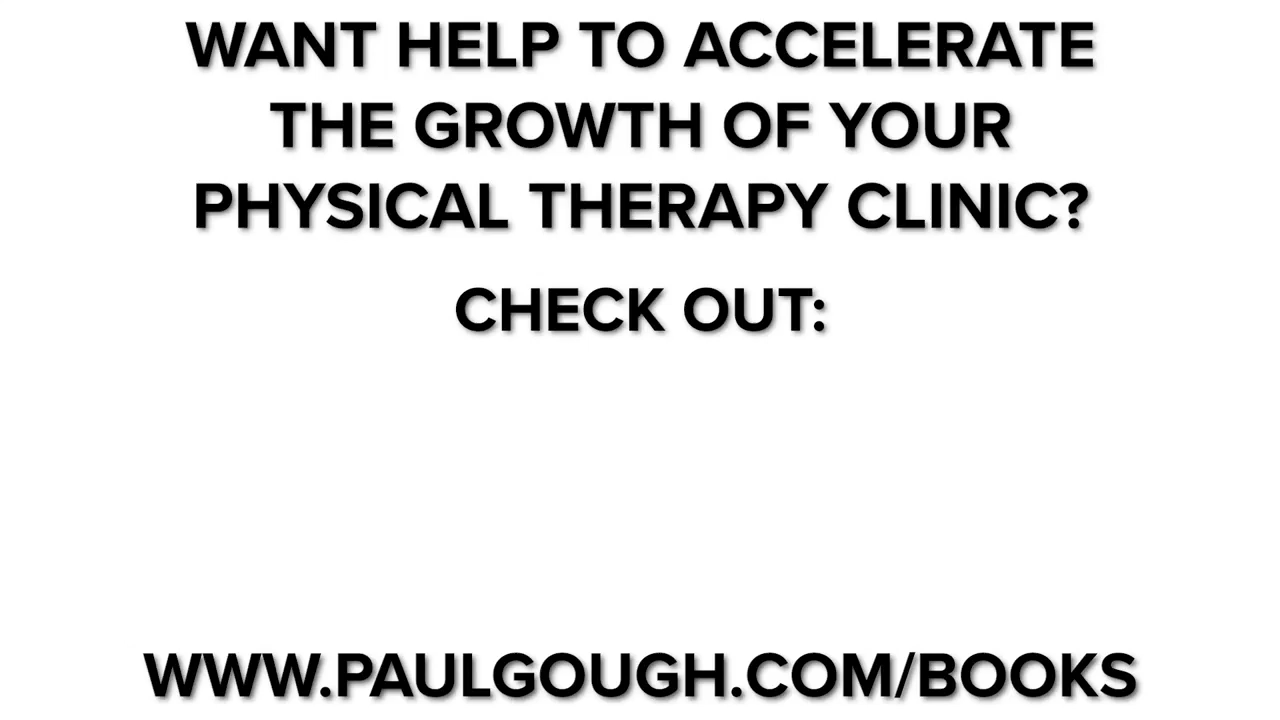 WANT HELP TO ACCELERATE
THE GROWTH OF YOUR
PHYSICAL THERAPY CLINIC?
CHECK OUT:
WWW.PAULGOUGH.COM/BOOKS